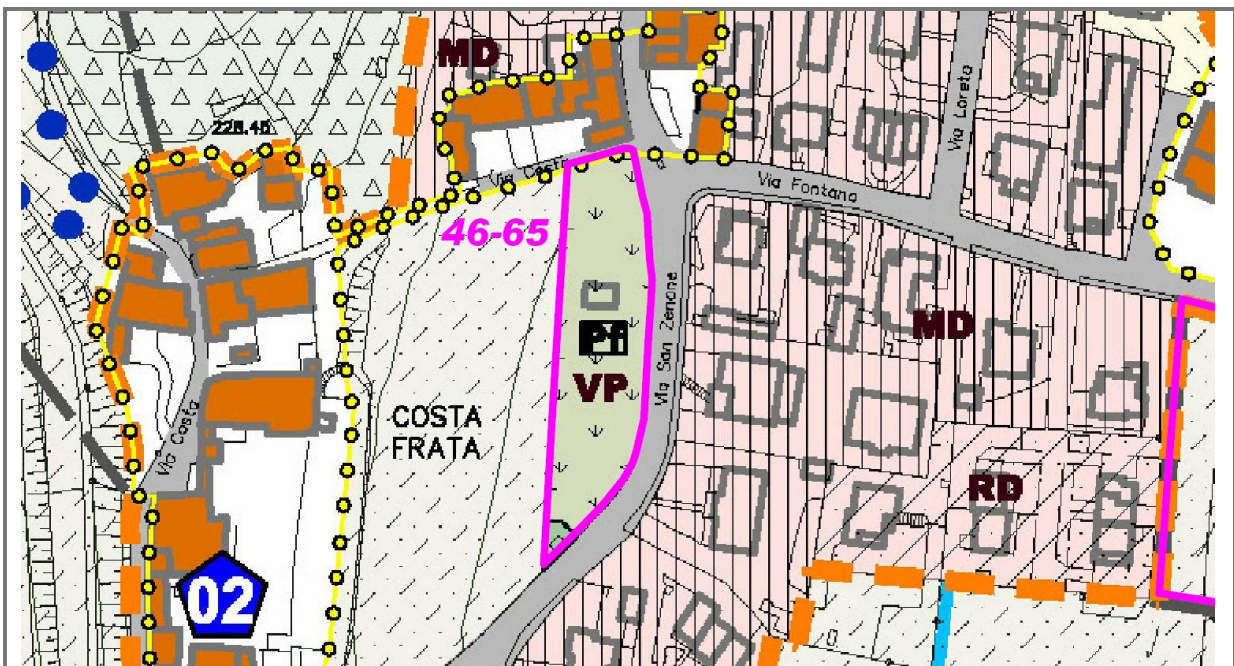 MD
228.45
Via Loreto
Via Costa
Via Fontana
46-65
Via San Zenone
Pf
MD
VP
COSTA
FRATA
Via Costa
RD
02